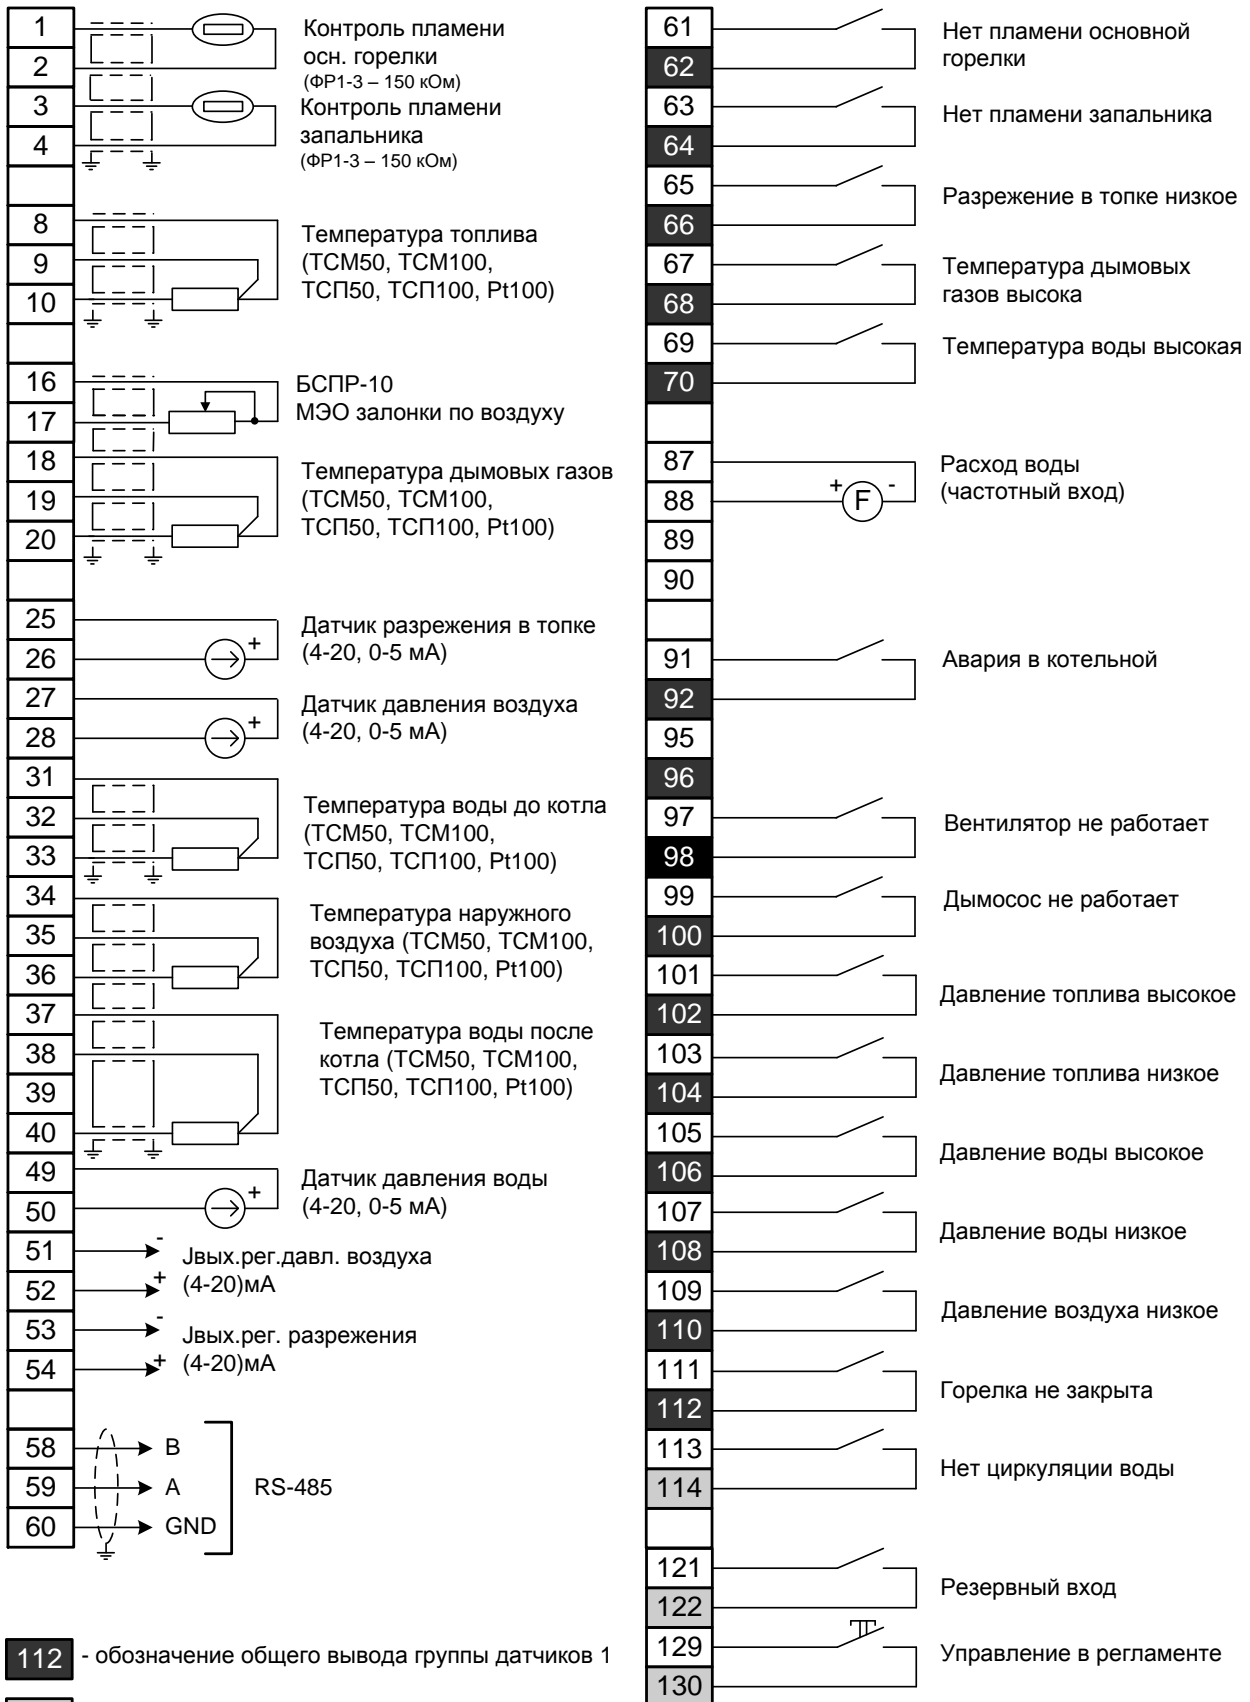 1
2
3
4
8
9
10
16
17
18
19
20
25
26
27
28
31
32
33
34
35
36
37
38
39
40
49
50
51
52
53
54
58
59
60
Контроль пламени
осн. горелки
(ФР1-3 – 150 кОм)
Контроль пламени
запальника
(ФР1-3 – 150 кОм)
Температура топлива
(ТСМ50, ТСМ100,
ТСП50, ТСП100, Pt100)
БСПР-10
МЭО залонки по воздуху
Температура дымовых газов
(ТСМ50, ТСМ100,
ТСП50, ТСП100, Pt100)
+
Датчик разрежения в топке
(4-20, 0-5 мА)
+
Датчик давления воздуха
(4-20, 0-5 мА)
Температура воды до котла
(ТСМ50, ТСМ100,
ТСП50, ТСП100, Pt100)
Температура наружного
воздуха (ТСМ50, ТСМ100,
ТСП50, ТСП100, Pt100)
Температура воды после
котла (ТСМ50, ТСМ100,
ТСП50, ТСП100, Pt100)
+
Датчик давления воды
(4-20, 0-5 мА)
-
Jвых.рег.давл. воздуха
+ (4-20)мА
-
Jвых.рег. разрежения
+ (4-20)мА
B
A
GND
RS-485
112 - обозначение общего вывода группы датчиков 1
61
62
63
64
65
66
67
68
69
70
87
88
89
90
91
92
95
96
97
98
99
100
101
102
103
104
105
106
107
108
109
110
111
112
113
114
121
122
129
130
Нет пламени основной
горелки
Нет пламени запальника
Разрежение в топке низкое
Температура дымовых
газов высока
Температура воды высокая
+ F -
Расход воды
(частотный вход)
Авария в котельной
Вентилятор не работает
Дымосос не работает
Давление топлива высокое
Давление топлива низкое
Давление воды высокое
Давление воды низкое
Давление воздуха низкое
Горелка не закрыта
Нет циркуляции воды
Резервный вход
Управление в регламенте